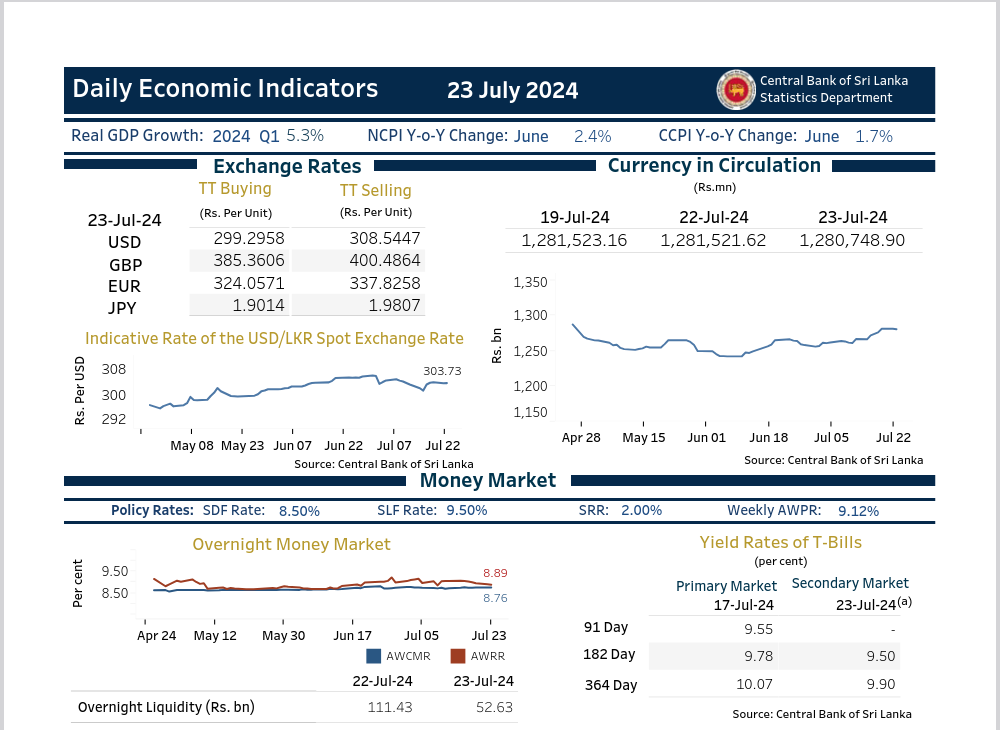 Daily Economic Indicators 23 July 2024
Central Bank of Sri Lanka
Statistics Department
Real GDP Growth: 2024 Q1 5.3% NCPI Y-o-Y Change: June 2.4% CCPI Y-o-Y Change: June 1.7%
Exchange Rates
TT Buying TT Selling
23-Jul-24 (Rs. Per Unit) (Rs. Per Unit)
USD 299.2958 308.5447
GBP 385.3606 400.4864
EUR 324.0571 337.8258
JPY 1.9014 1.9807
Indicative Rate of the USD/LKR Spot Exchange Rate
Rs. Per USD
308
300
292
303.73
May 08 May 23 Jun 07 Jun 22 Jul 07 Jul 22
Source: Central Bank of Sri Lanka
Currency in Circulation
(Rs.mn)
19-Jul-24 22-Jul-24 23-Jul-24
1,281,523.16 1,281,521.62 1,280,748.90
Rs. bn
1,350
1,300
1,250
1,200
1,150
Apr 28 May 15 Jun 01 Jun 18 Jul 05 Jul 22
Source: Central Bank of Sri Lanka
Money Market
Policy Rates: SDF Rate: 8.50% SLF Rate: 9.50% SRR: 2.00% Weekly AWPR: 9.12%
Overnight Money Market
Per cent
9.50
8.50
8.89
8.76
Apr 24 May 12 May 30 Jun 17 Jul 05 Jul 23
AWCMR AWRR
22-Jul-24 23-Jul-24
Overnight Liquidity (Rs. bn) 111.43 52.63
Yield Rates of T-Bills
(per cent)
Primary Market Secondary Market
17-Jul-24 23-Jul-24(a)
91 Day 9.55 -
182 Day 9.78 9.50
364 Day 10.07 9.90
Source: Central Bank of Sri Lanka